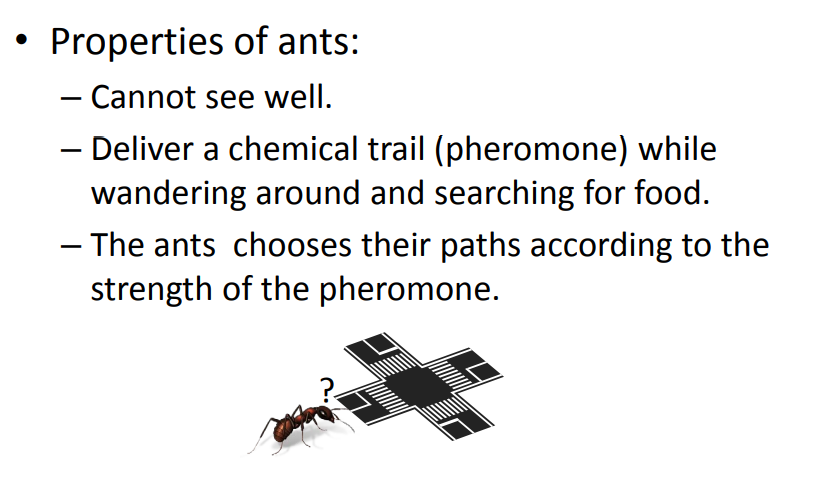 • Properties of ants:
– Cannot see well.
– Deliver a chemical trail (pheromone) while
wandering around and searching for food.
– The ants  chooses their paths according to the
strength of the pheromone.
?